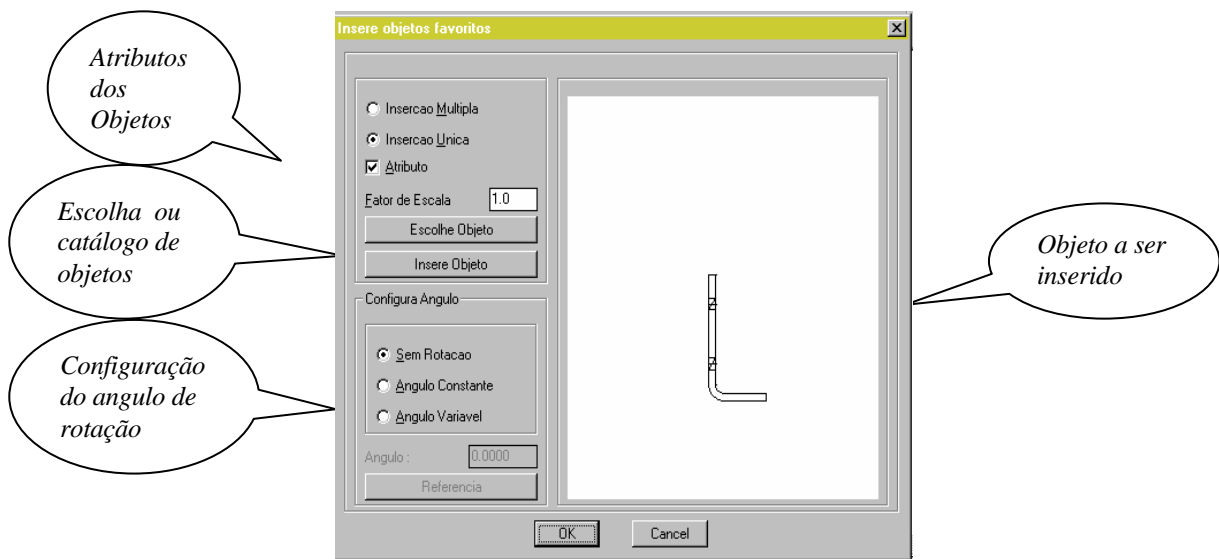 Insere objetos favoritos
Atributos
dos
Objetos
Insercao Multipla
Insercao Unica
Atributo
Fator de Escala 1.0
Escolhe Objeto
Insere Objeto
Escolha ou
catálogo de
objetos
Objeto a ser
inserido
Configura Angulo
Sem Rotacao
Angulo Constante
Angulo Variavel
Configuração
do angulo de
rotação
Angulo : 0.0000
Referencia
OK Cancel